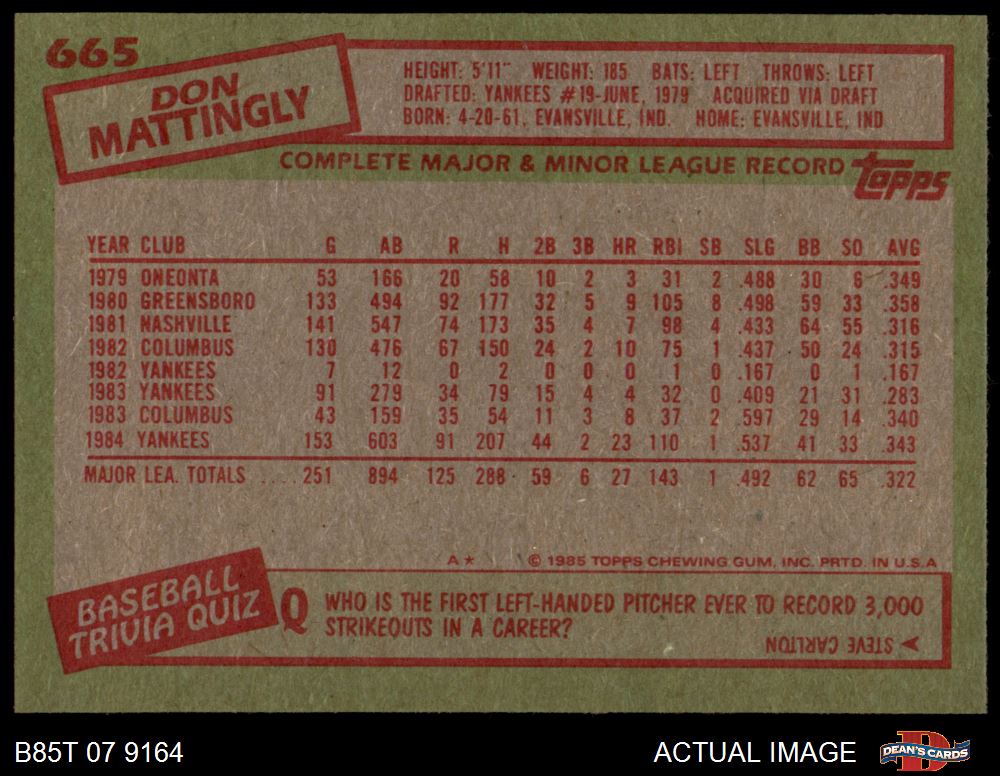 665
DON
MATTINGLY
HEIGHT: 5'11" WEIGHT: 185 BATS: LEFT THROWS: LEFT
DRAFTED: YANKEES #19-JUNE, 1979 ACQUIRED VIA DRAFT
BORN: 4-20-61, EVANSVILLE, IND. HOME: EVANSVILLE, IND
COMPLETE MAJOR & MINOR LEAGUE RECORD
topps
YEAR CLUB G AB R H 2B 3B HR RBI SB SLG BB SO AVG
1979 ONEONTA 53 166 20 58 10 2 3 31 2 .488 30 6 .349
1980 GREENSBORO 133 494 92 177 32 5 9 105 8 .498 59 33 .358
1981 NASHVILLE 141 547 74 173 35 4 7 98 4 .433 64 55 .316
1982 COLUMBUS 130 476 67 150 24 2 10 75 1 .437 50 24 .315
1982 YANKEES 7 12 0 2 0 0 0 1 0 .167 0 1 .167
1983 YANKEES 91 279 34 79 15 4 4 32 0 .409 21 31 .283
1983 COLUMBUS 43 159 35 54 11 3 8 37 2 .597 29 14 .340
1984 YANKEES 153 603 91 207 44 2 23 110 1 .537 41 33 .343
MAJOR LEA. TOTALS .... 251 894 125 288 59 6 27 143 1 .492 62 65 .322
A* © 1985 TOPPS CHEWING GUM, INC. PRTD. IN U.S.A
BASEBALL
TRIVIA QUIZ
Q WHO IS THE FIRST LEFT-HANDED PITCHER EVER TO RECORD 3,000
STRIKEOUTS IN A CAREER?
STEVE CARLTON
B85T 07 9164
ACTUAL IMAGE
D
DEAN'S CARDS